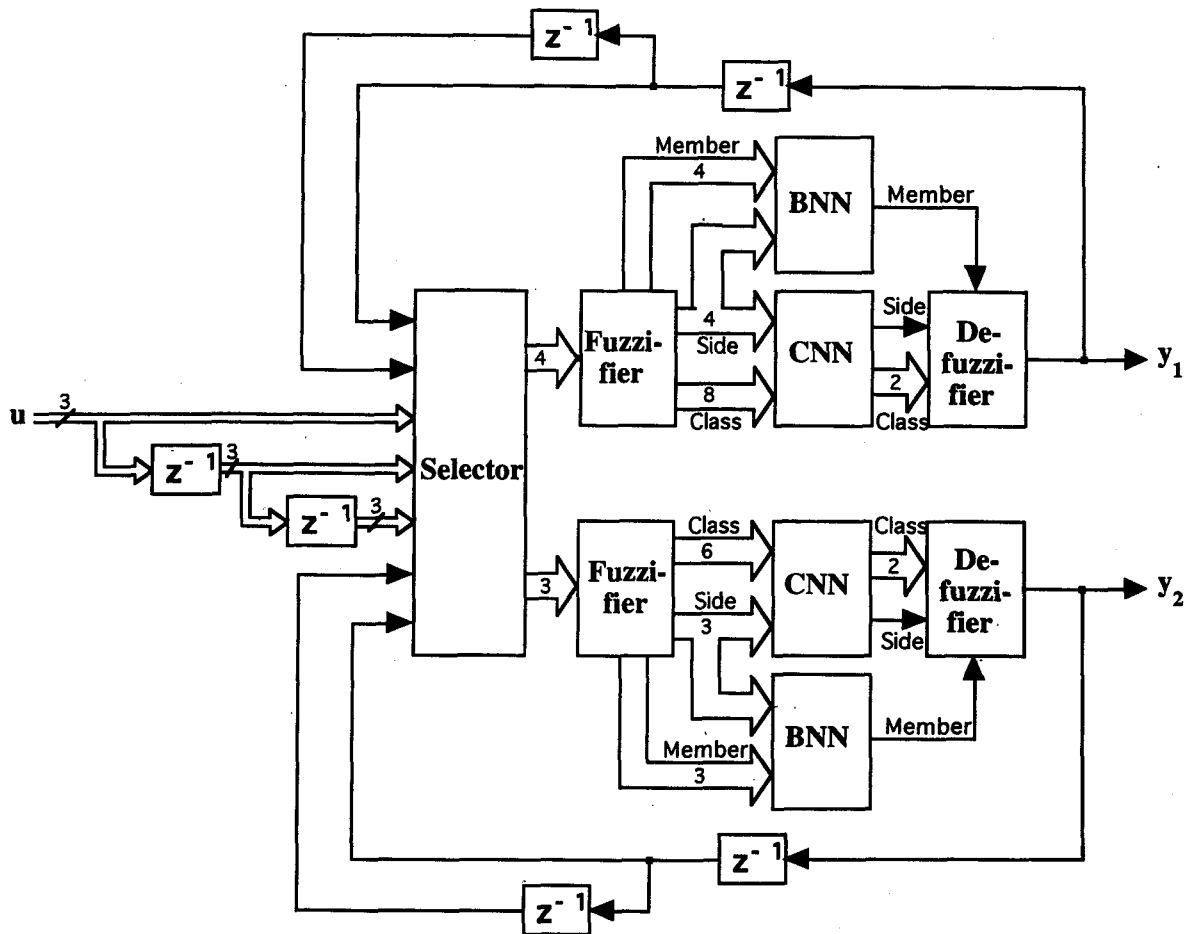 z⁻¹
z⁻¹
Member
4
BNN
Member
Fuzzi-
fier
4
4
Side
8
Class
CNN
Side
2
Class
De-
fuzzi-
fier
y₁
u
3
z⁻¹
3
z⁻¹
3
Selector
3
Fuzzi-
fier
Class
6
Side
3
CNN
Class
2
Side
De-
fuzzi-
fier
y₂
Member
3
BNN
Member
z⁻¹
z⁻¹